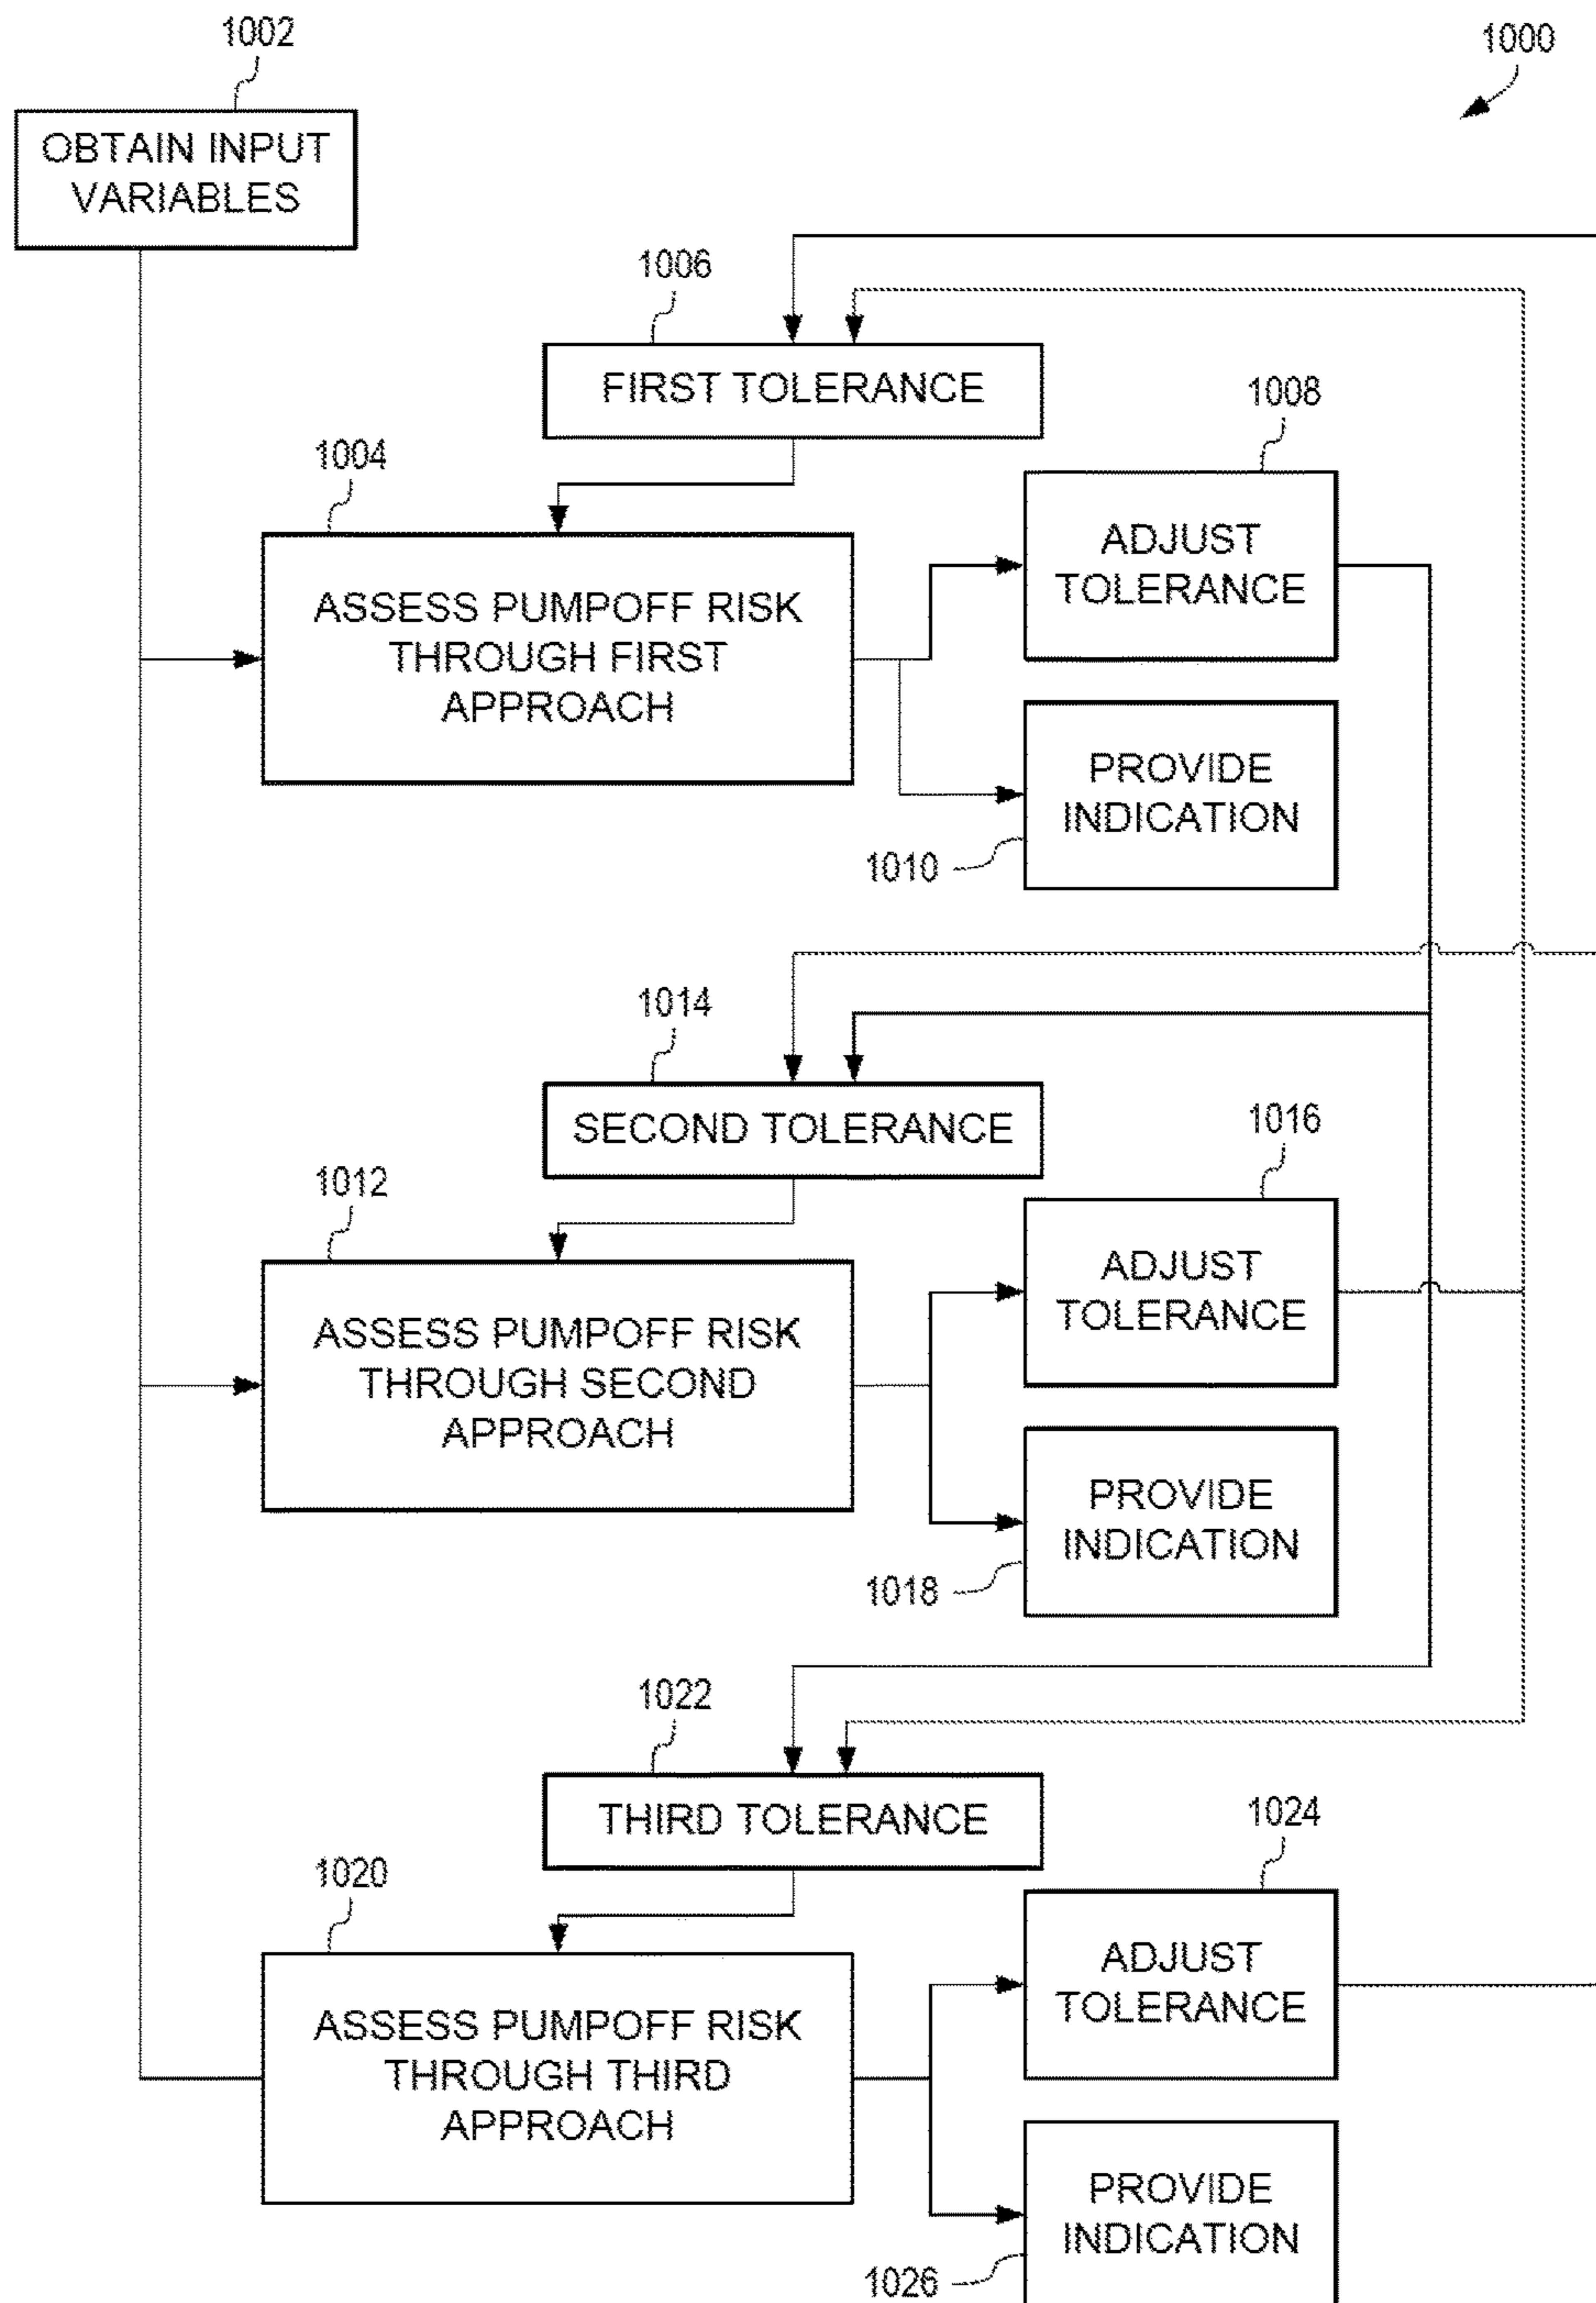 1002
1000
OBTAIN INPUT
VARIABLES
1006
FIRST TOLERANCE
1008
1004
ADJUST
TOLERANCE
ASSESS PUMPOFF RISK
THROUGH FIRST
APPROACH
PROVIDE
INDICATION
1010
1014
SECOND TOLERANCE
1016
1012
ADJUST
TOLERANCE
ASSESS PUMPOFF RISK
THROUGH SECOND
APPROACH
PROVIDE
INDICATION
1018
1022
THIRD TOLERANCE
1024
1020
ADJUST
TOLERANCE
ASSESS PUMPOFF RISK
THROUGH THIRD
APPROACH
PROVIDE
INDICATION
1026